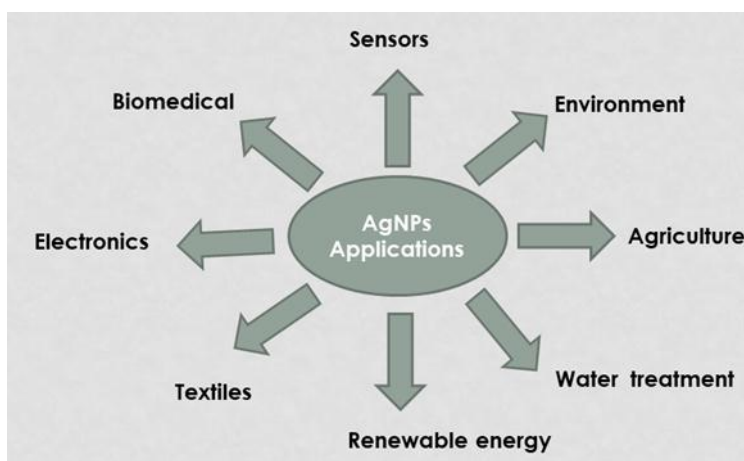 Sensors
Biomedical
Environment
AgNPs
Applications
Electronics
Agriculture
Textiles
Water treatment
Renewable energy